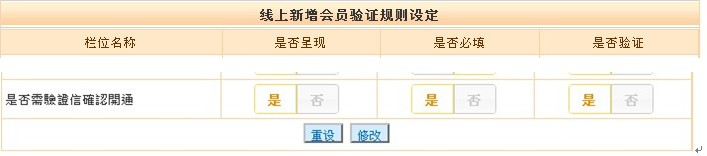 线上新增会员验证规则设定
栏位名称 是否呈现 是否必填 是否验证
是否需驗證信確認開通 是 否 是 否 是 否
重设 修改